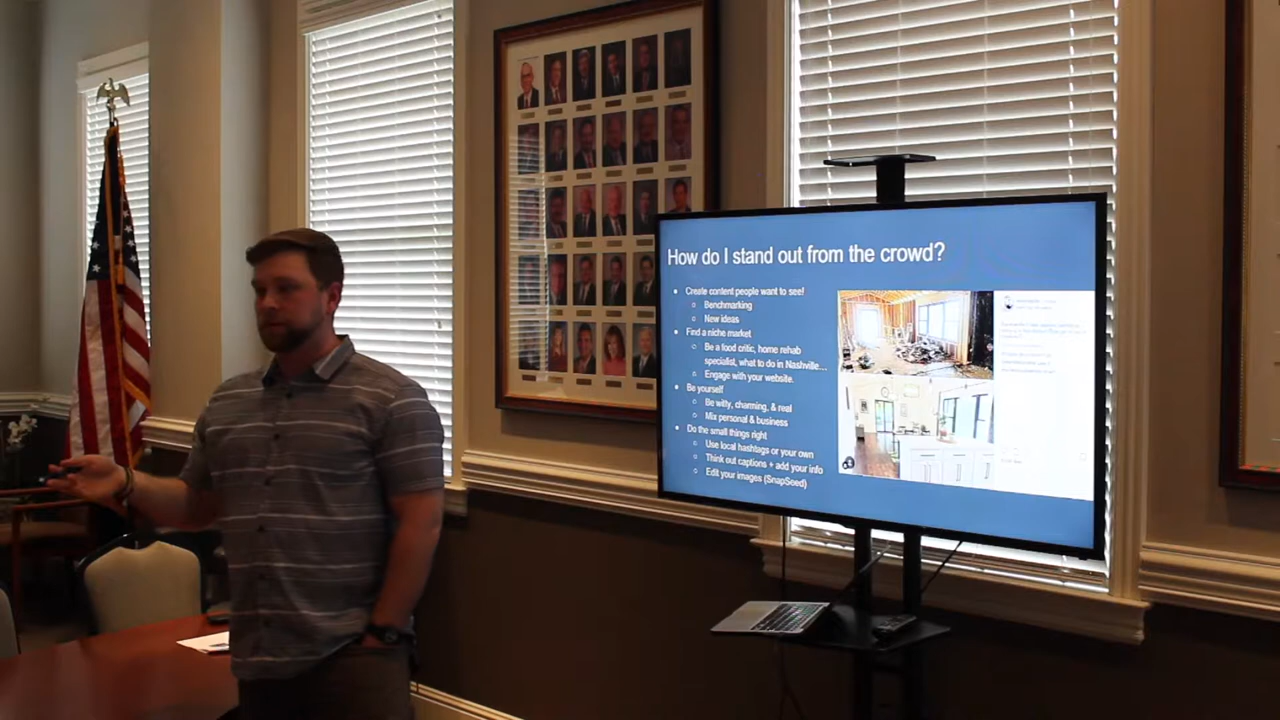 How do I stand out from the crowd?
● Create content people want to see!
○ Benchmarking
○ New ideas
● Find a niche market
○ Be a food critic, home rehab
specialist, what to do in Nashville...
○ Engage with your website.
● Be yourself
○ Be witty, charming, & real
○ Mix personal & business
● Do the small things right
○ Use local hashtags or your own
○ Think out captions + add your info
○ Edit your images (SnapSeed)